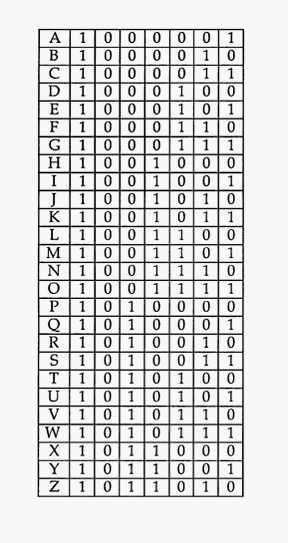 A 1 0 0 0 0 0 1
B 1 0 0 0 0 1 0
C 1 0 0 0 0 1 1
D 1 0 0 0 1 0 0
E 1 0 0 0 1 0 1
F 1 0 0 0 1 1 0
G 1 0 0 0 1 1 1
H 1 0 0 1 0 0 0
I 1 0 0 1 0 0 1
J 1 0 0 1 0 1 0
K 1 0 0 1 0 1 1
L 1 0 0 1 1 0 0
M 1 0 0 1 1 0 1
N 1 0 0 1 1 1 0
O 1 0 0 1 1 1 1
P 1 0 1 0 0 0 0
Q 1 0 1 0 0 0 1
R 1 0 1 0 0 1 0
S 1 0 1 0 0 1 1
T 1 0 1 0 1 0 0
U 1 0 1 0 1 0 1
V 1 0 1 0 1 1 0
W 1 0 1 0 1 1 1
X 1 0 1 1 0 0 0
Y 1 0 1 1 0 0 1
Z 1 0 1 1 0 1 0